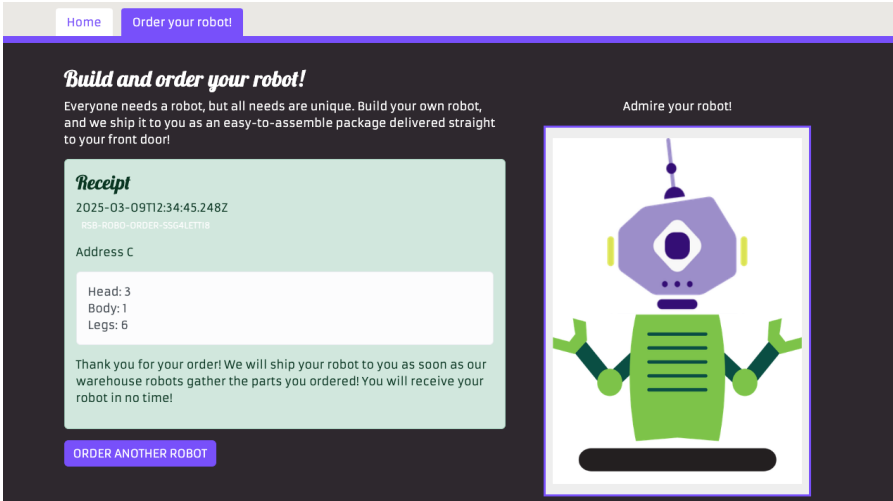 Home
Order your robot!
Build and order your robot!
Everyone needs a robot, but all needs are unique. Build your own robot,
and we ship it to you as an easy-to-assemble package delivered straight
to your front door!
Receipt
2025-03-09T12:34:45.248Z
RSB-ROBO-ORDER-SSG4LETTI8
Address C
Head: 3
Body: 1
Legs: 6
Thank you for your order! We will ship your robot to you as soon as our
warehouse robots gather the parts you ordered! You will receive your
robot in no time!
ORDER ANOTHER ROBOT
Admire your robot!